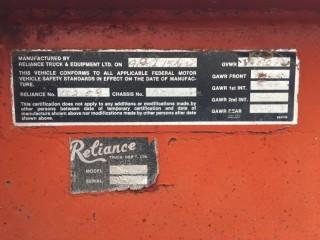 MANUFACTURED BY
RELIANCE TRUCK & EQUIPMENT LTD. ON
THIS VEHICLE CONFORMS TO ALL APPLICABLE FEDERAL MOTOR
VEHICLE SAFETY STANDARDS IN EFFECT ON THE DATE OF MANUFAC-
TURE.
RELIANCE NO. CHASSIS NO.
This certification does not apply to any additions or modifications made by other
persons between date of temporary certification and date of
manufacture shown above nor modifications made by other persons after
date shown above.
GVWR
GAWR FRONT
GAWR 1st INT.
GAWR 2nd INT.
GAWR REAR
Reliance
TRUCK EQP'T. LTD.
MODEL
SERIAL